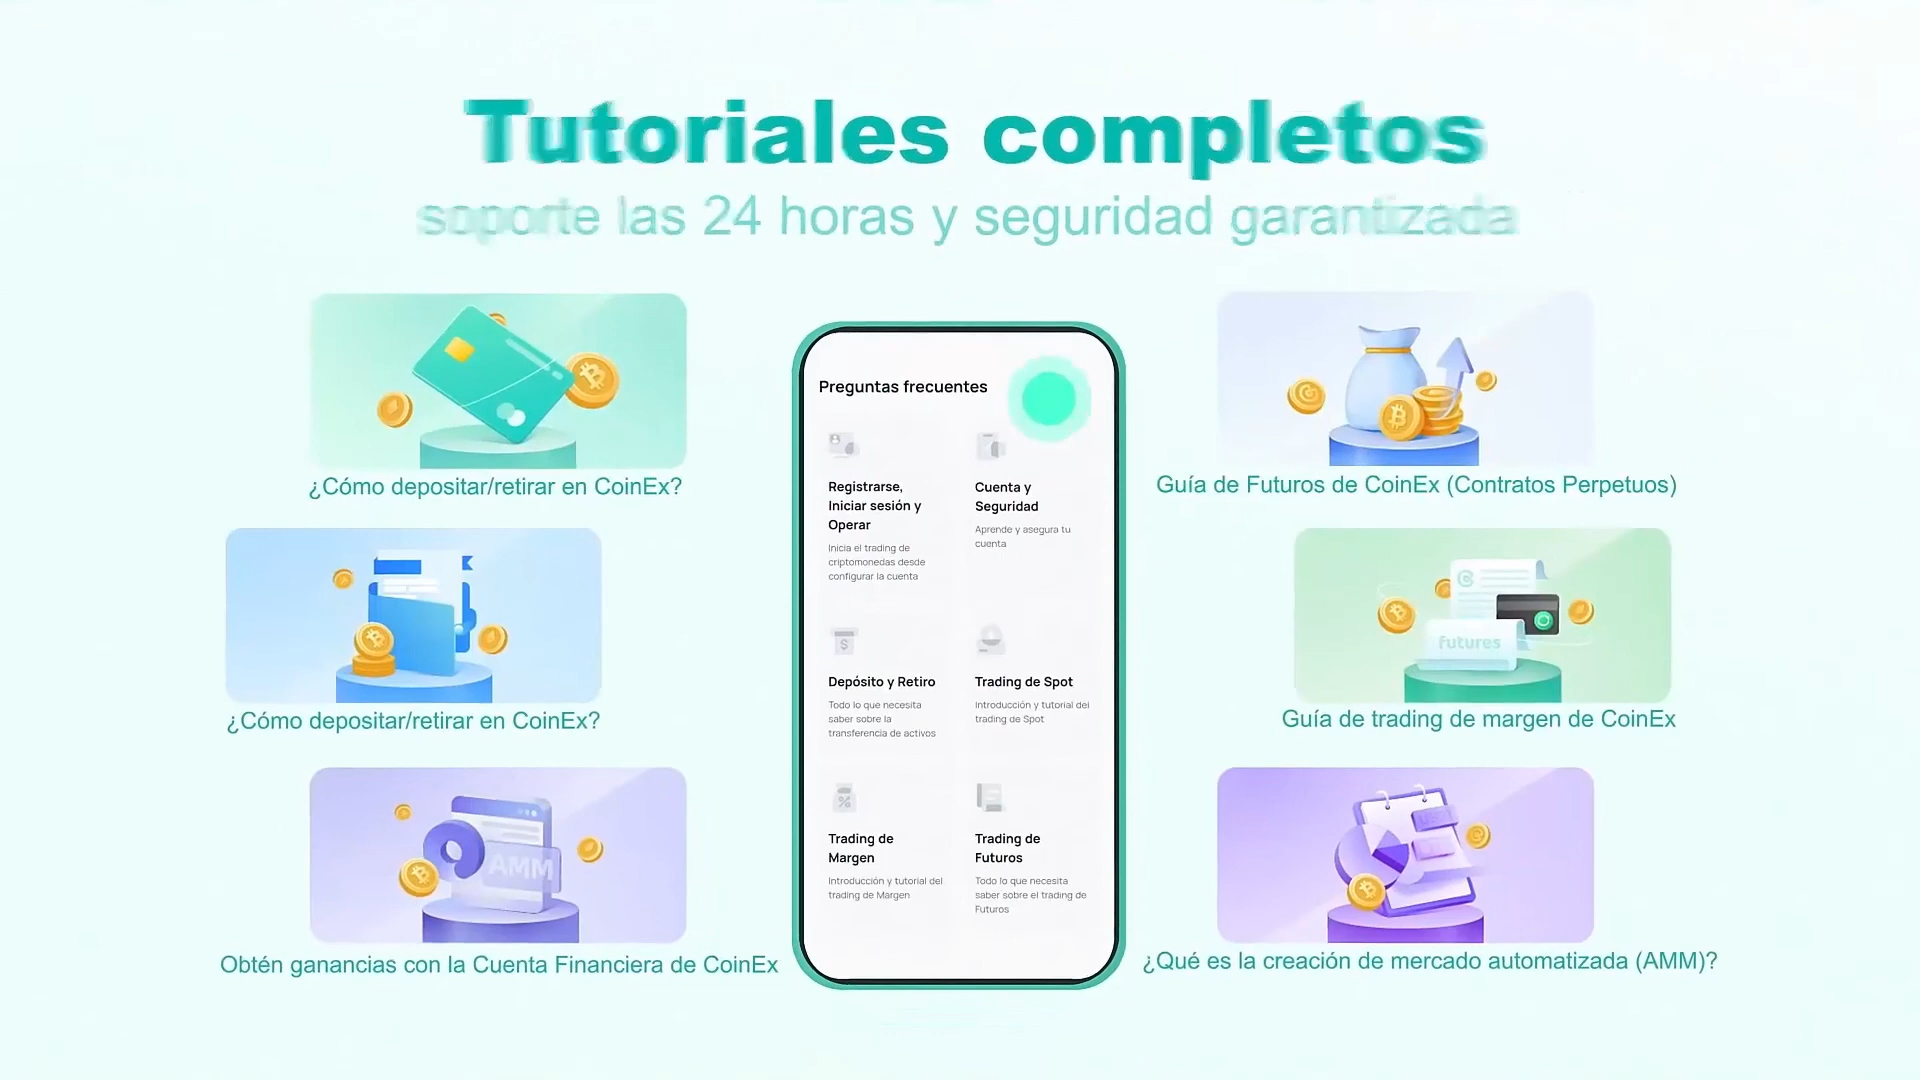 Tutoriales completos
soporte las 24 horas y seguridad garantizada
¿Cómo depositar/retirar en CoinEx?
¿Cómo depositar/retirar en CoinEx?
AMM
Obtén ganancias con la Cuenta Financiera de CoinEx
Preguntas frecuentes
Registrarse,
Iniciar sesión y
Operar
Inicia el trading de
criptomonedas desde
configurar la cuenta
Cuenta y
Seguridad
Aprende y asegura tu
cuenta
Depósito y Retiro
Todo lo que necesita
saber sobre la
transferencia de activos
Trading de Spot
Introducción y tutorial del
trading de Spot
Trading de
Margen
Introducción y tutorial del
trading de Margen
Trading de
Futuros
Todo lo que necesita
saber sobre el trading de
Futuros
Guía de Futuros de CoinEx (Contratos Perpetuos)
futures
Guía de trading de margen de CoinEx
¿Qué es la creación de mercado automatizada (AMM)?